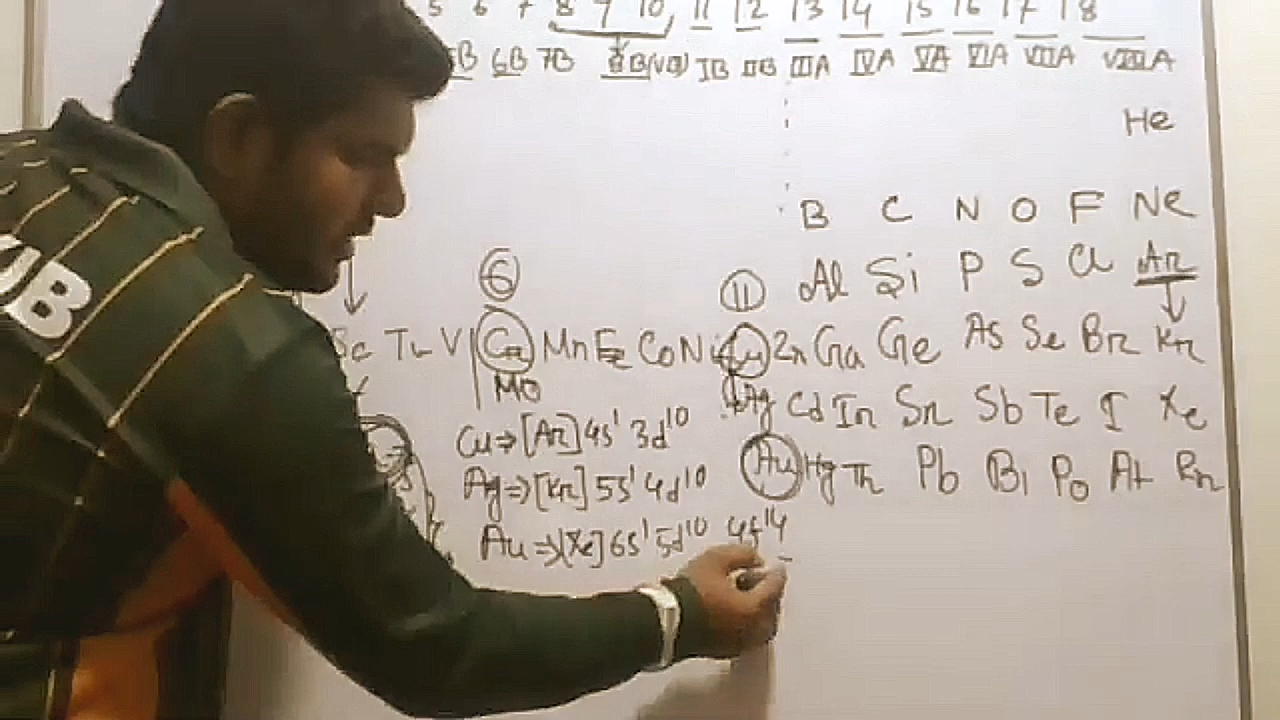 5 6 7 8 9 10, 11 12 13 14 15 16 17 18
5B 6B 7B 8B(VIII) IB IIB IIIA IVA VA VIA VIIA VIIIA
He
B C N O F Ne
6 11 Al Si P S Cl Ar
Sc V Cr Mn Fe Co Ni Cu Zn Ga Ge As Se Br Kr
Mo Ag Cd In Sn Sb Te I Xe
Cu⇒[Ar]4s¹ 3d¹⁰
Au Hg Pb Bi Po At Rn
Ag⇒[Kr] 5s¹ 4d¹⁰
Au⇒[Xe]6s¹ 5d¹⁰ 4f¹⁴
B